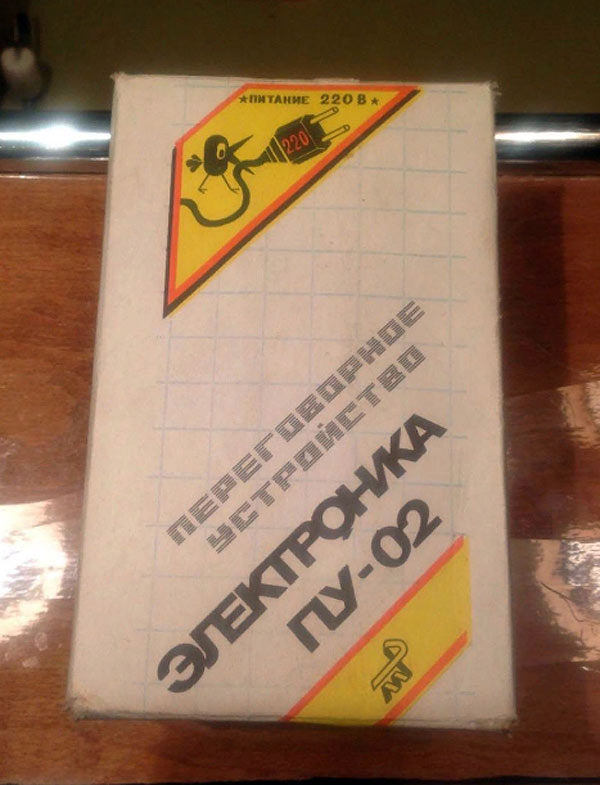 ★ПИТАНИЕ 220 В★
220
ПЕРЕГОВОРНОЕ
УСТРОЙСТВО
ЭЛЕКТРОНИКА
ПУ-02